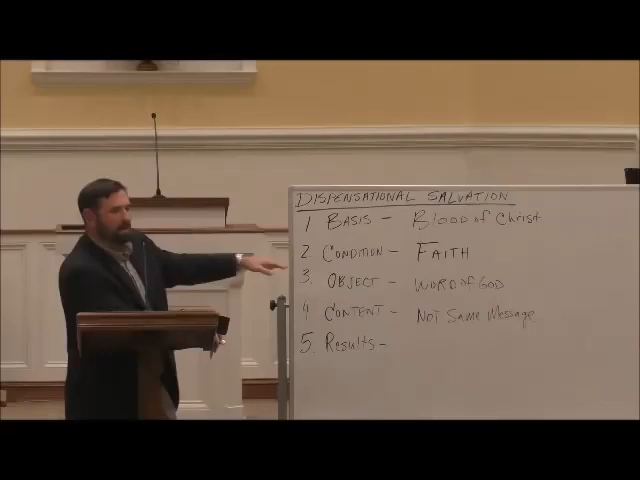 DISPENSATIONAL SALVATION
1 BASIS - Blood of Christ
2. CONDITION - FAITH
3. OBJECT - WORD OF GOD
4 CONTENT - NOT SAME MESSAGE
5. Results -